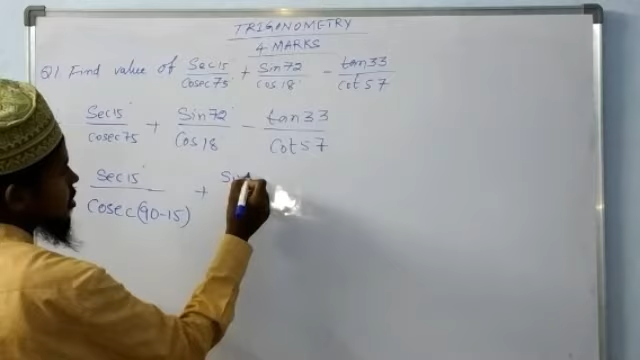 TRIGONOMETRY
4 MARKS
Q1 Find value of Sec15°/Cosec75° + Sin72°/cos18° − tan33/cot57
Sec15°/cosec75 + Sin72°/Cos18 − tan33/Cot57
Sec15°/Cosec(90-15) + Si